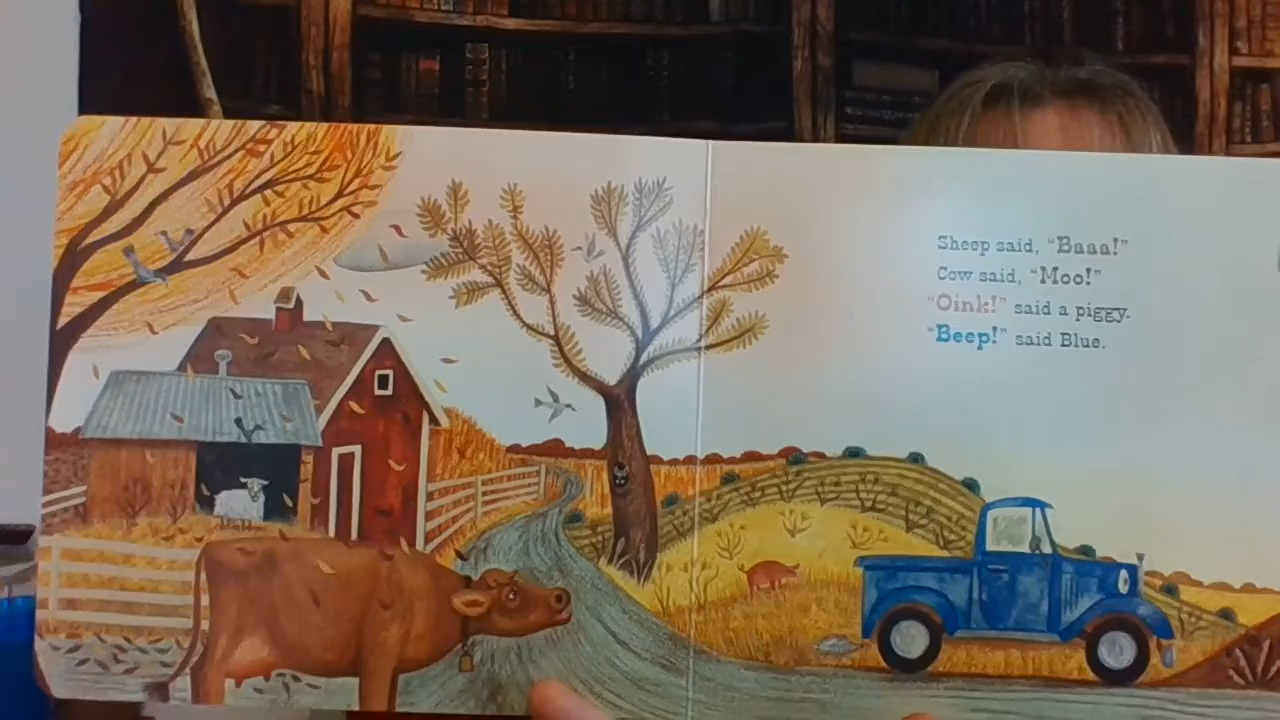 Sheep said, “Baaa!”
Cow said, “Moo!”
“Oink!” said a piggy.
“Beep!” said Blue.